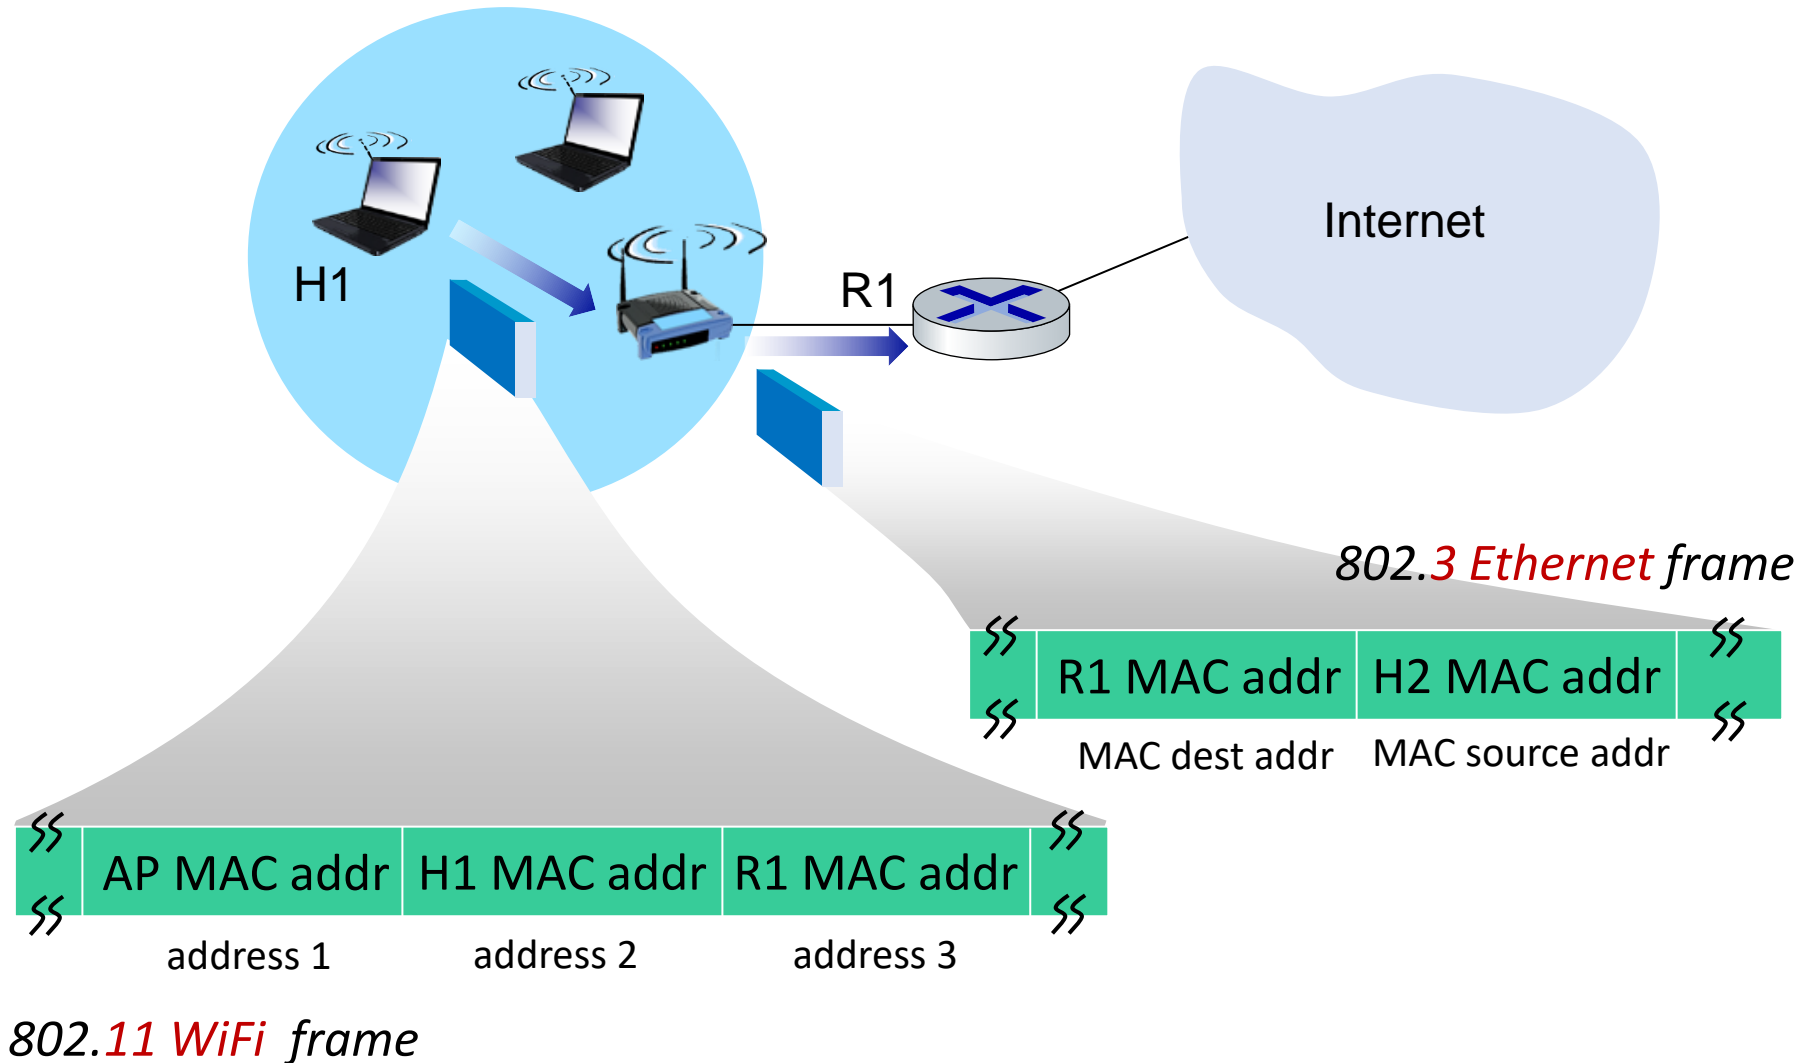 Internet
H1
R1
802.3 Ethernet frame
R1 MAC addr H2 MAC addr
MAC dest addr MAC source addr
AP MAC addr H1 MAC addr R1 MAC addr
address 1 address 2 address 3
802.11 WiFi frame